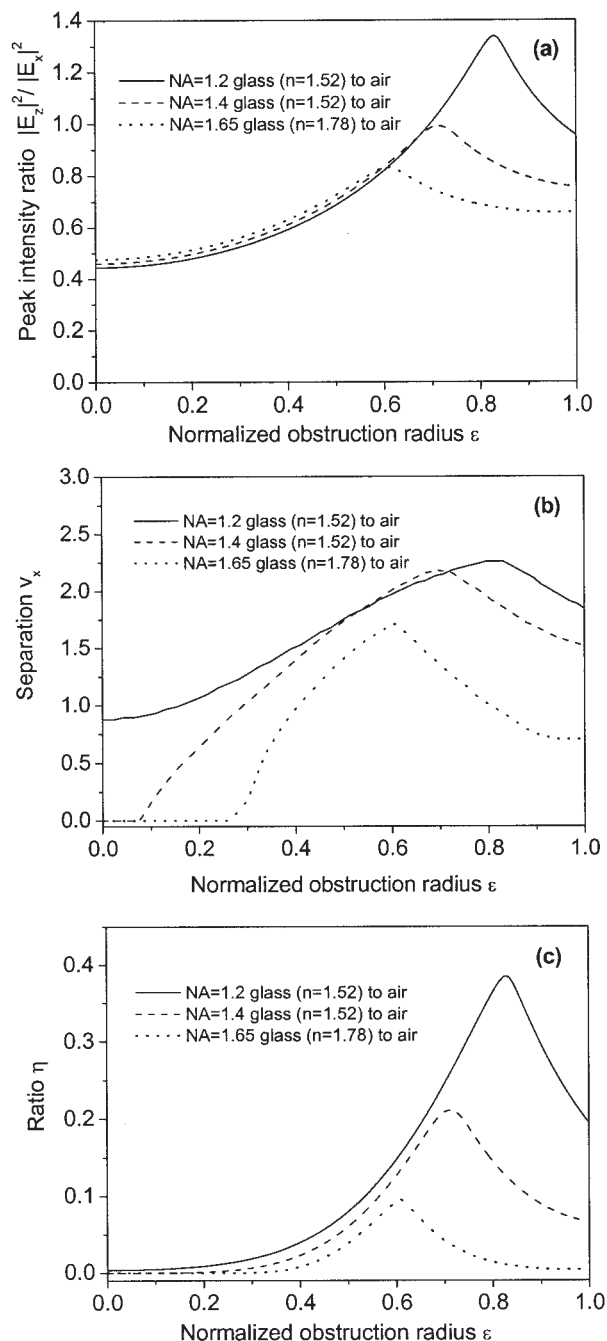 (a)
NA=1.2 glass (n=1.52) to air
NA=1.4 glass (n=1.52) to air
NA=1.65 glass (n=1.78) to air
Peak intensity ratio |E_z|²/ |E_x|²
1.4
1.2
1.0
0.8
0.6
0.4
0.2
0.0
0.0 0.2 0.4 0.6 0.8 1.0
Normalized obstruction radius ε
(b)
NA=1.2 glass (n=1.52) to air
NA=1.4 glass (n=1.52) to air
NA=1.65 glass (n=1.78) to air
Separation v_x
3.0
2.5
2.0
1.5
1.0
0.5
0.0
0.0 0.2 0.4 0.6 0.8 1.0
Normalized obstruction radius ε
(c)
NA=1.2 glass (n=1.52) to air
NA=1.4 glass (n=1.52) to air
NA=1.65 glass (n=1.78) to air
Ratio η
0.4
0.3
0.2
0.1
0.0
0.0 0.2 0.4 0.6 0.8 1.0
Normalized obstruction radius ε